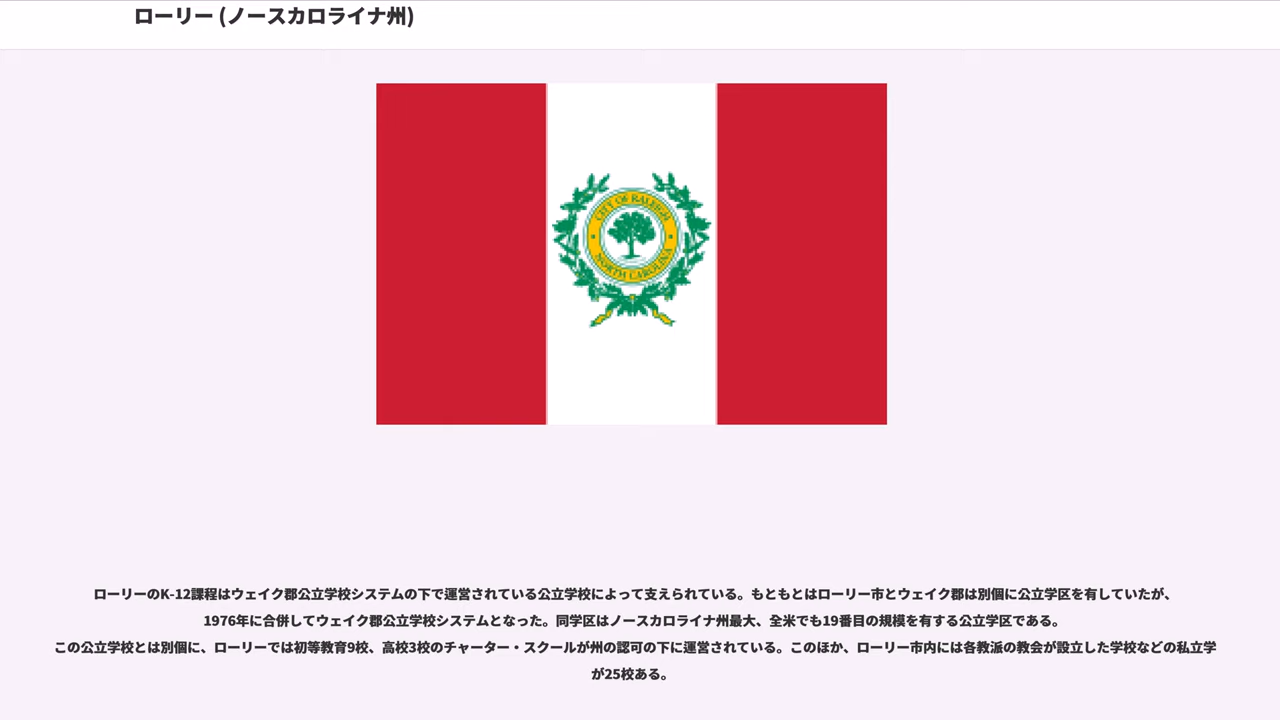 ローリー (ノースカロライナ州)
CITY OF RALEIGH
NORTH CAROLINA
ローリーのK-12課程はウェイク郡公立学校システムの下で運営されている公立学校によって支えられている。もともとはローリー市とウェイク郡は別個に公立学区を有していたが、
1976年に合併してウェイク郡公立学校システムとなった。同学区はノースカロライナ州最大、全米でも19番目の規模を有する公立学区である。
この公立学校とは別個に、ローリーでは初等教育9校、高校3校のチャーター・スクールが州の認可の下に運営されている。このほか、ローリー市内には各教派の教会が設立した学校などの私立学
が25校ある。